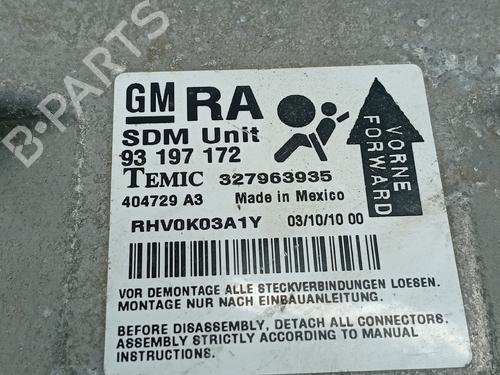 B-PARTS
GM RA
SDM Unit
93 197 172
TEMIC 327963935
404729 A3 Made in Mexico
RHV0K03A1Y 03/10/10 00
VORNE
FORWARD
VOR DEMONTAGE ALLE STECKVERBINDUNGEN LOESEN.
MONTAGE NUR NACH EINBAUANLEITUNG.
BEFORE DISASSEMBLY, DETACH ALL CONNECTORS.
ASSEMBLY STRICTLY ACCORDING TO MANUAL
INSTRUCTIONS.